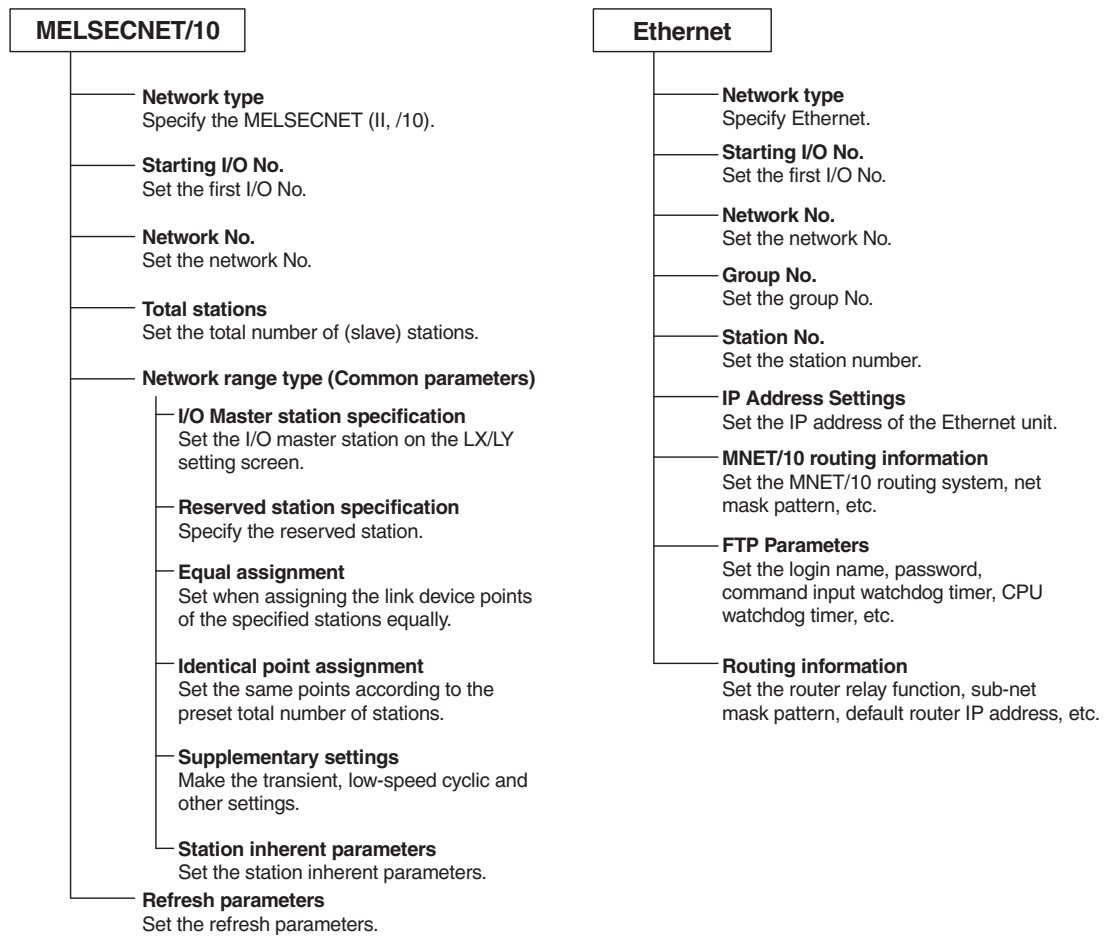 MELSECNET/10
Network type
Specify the MELSECNET (II, /10).
Starting I/O No.
Set the first I/O No.
Network No.
Set the network No.
Total stations
Set the total number of (slave) stations.
Network range type (Common parameters)
I/O Master station specification
Set the I/O master station on the LX/LY
setting screen.
Reserved station specification
Specify the reserved station.
Equal assignment
Set when assigning the link device points
of the specified stations equally.
Identical point assignment
Set the same points according to the
preset total number of stations.
Supplementary settings
Make the transient, low-speed cyclic and
other settings.
Station inherent parameters
Set the station inherent parameters.
Refresh parameters
Set the refresh parameters.
Ethernet
Network type
Specify Ethernet.
Starting I/O No.
Set the first I/O No.
Network No.
Set the network No.
Group No.
Set the group No.
Station No.
Set the station number.
IP Address Settings
Set the IP address of the Ethernet unit.
MNET/10 routing information
Set the MNET/10 routing system, net
mask pattern, etc.
FTP Parameters
Set the login name, password,
command input watchdog timer, CPU
watchdog timer, etc.
Routing information
Set the router relay function, sub-net
mask pattern, default router IP address, etc.